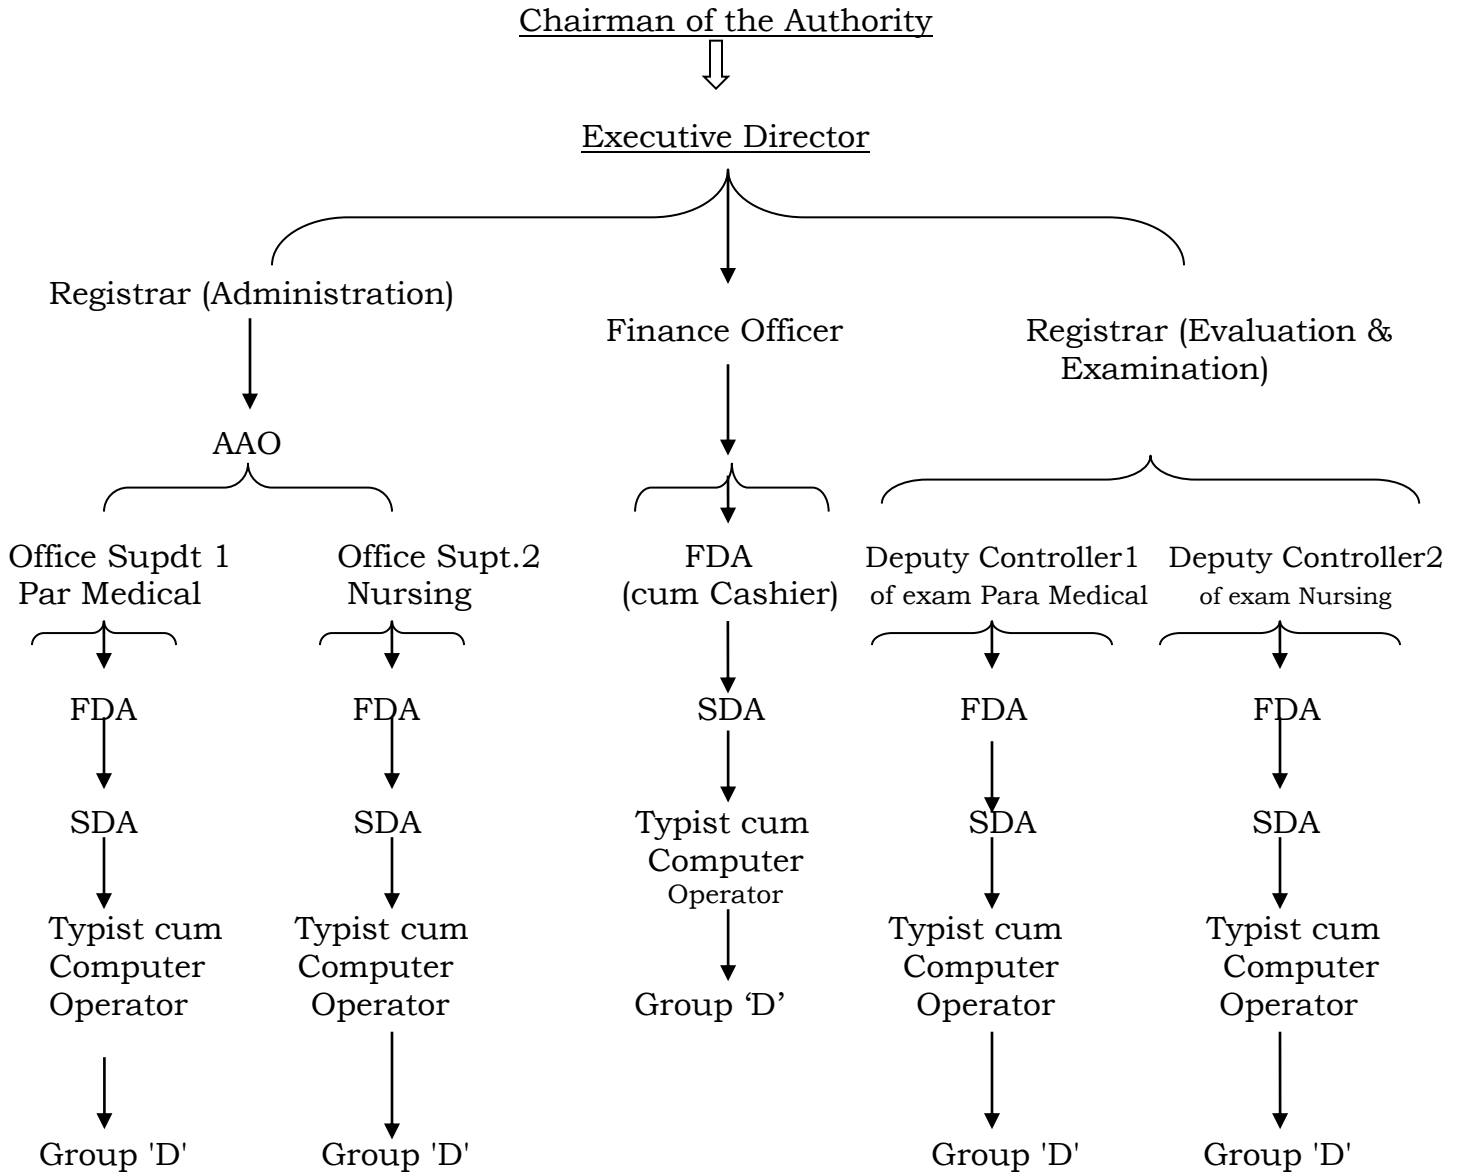 Chairman of the Authority
Executive Director
Registrar (Administration)
Finance Officer
Registrar (Evaluation &
Examination)
AAO
Office Supdt 1
Par Medical
Office Supt.2
Nursing
FDA
(cum Cashier)
Deputy Controller1
of exam Para Medical
Deputy Controller2
of exam Nursing
FDA
FDA
SDA
FDA
FDA
SDA
SDA
Typist cum
Computer
Operator
SDA
SDA
Typist cum
Computer
Operator
Typist cum
Computer
Operator
Group ‘D’
Typist cum
Computer
Operator
Typist cum
Computer
Operator
Group 'D'
Group 'D'
Group 'D'
Group 'D'